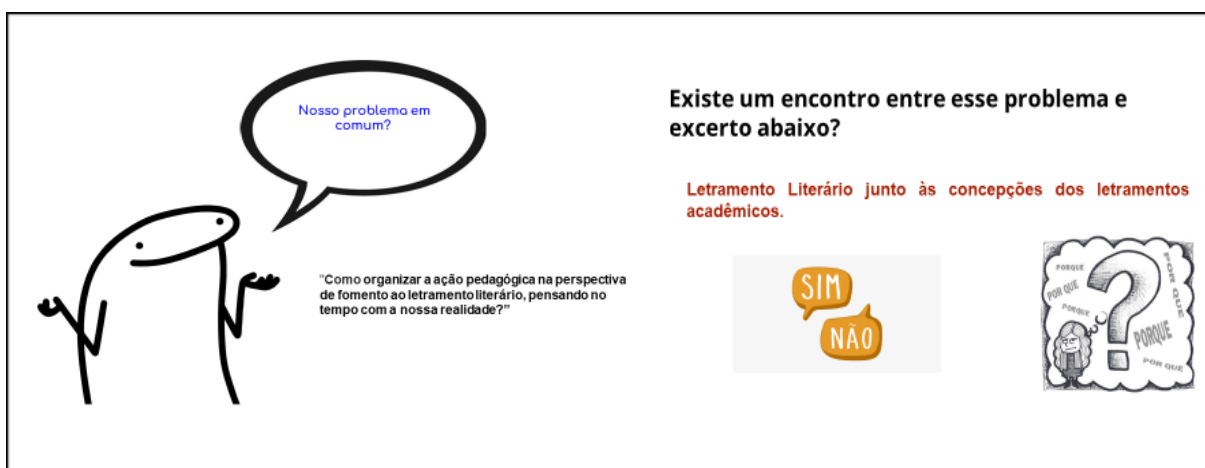 Nosso problema em
comum?
"Como organizar a ação pedagógica na perspectiva
de fomento ao letramento literário, pensando no
tempo com a nossa realidade?"
Existe um encontro entre esse problema e
excerto abaixo?
Letramento Literário junto às concepções dos letramentos
acadêmicos.
SIM
NÃO
PORQUÊ
POR QUE
PORQUE
POR QUE
PORQUE
POR QUÊ